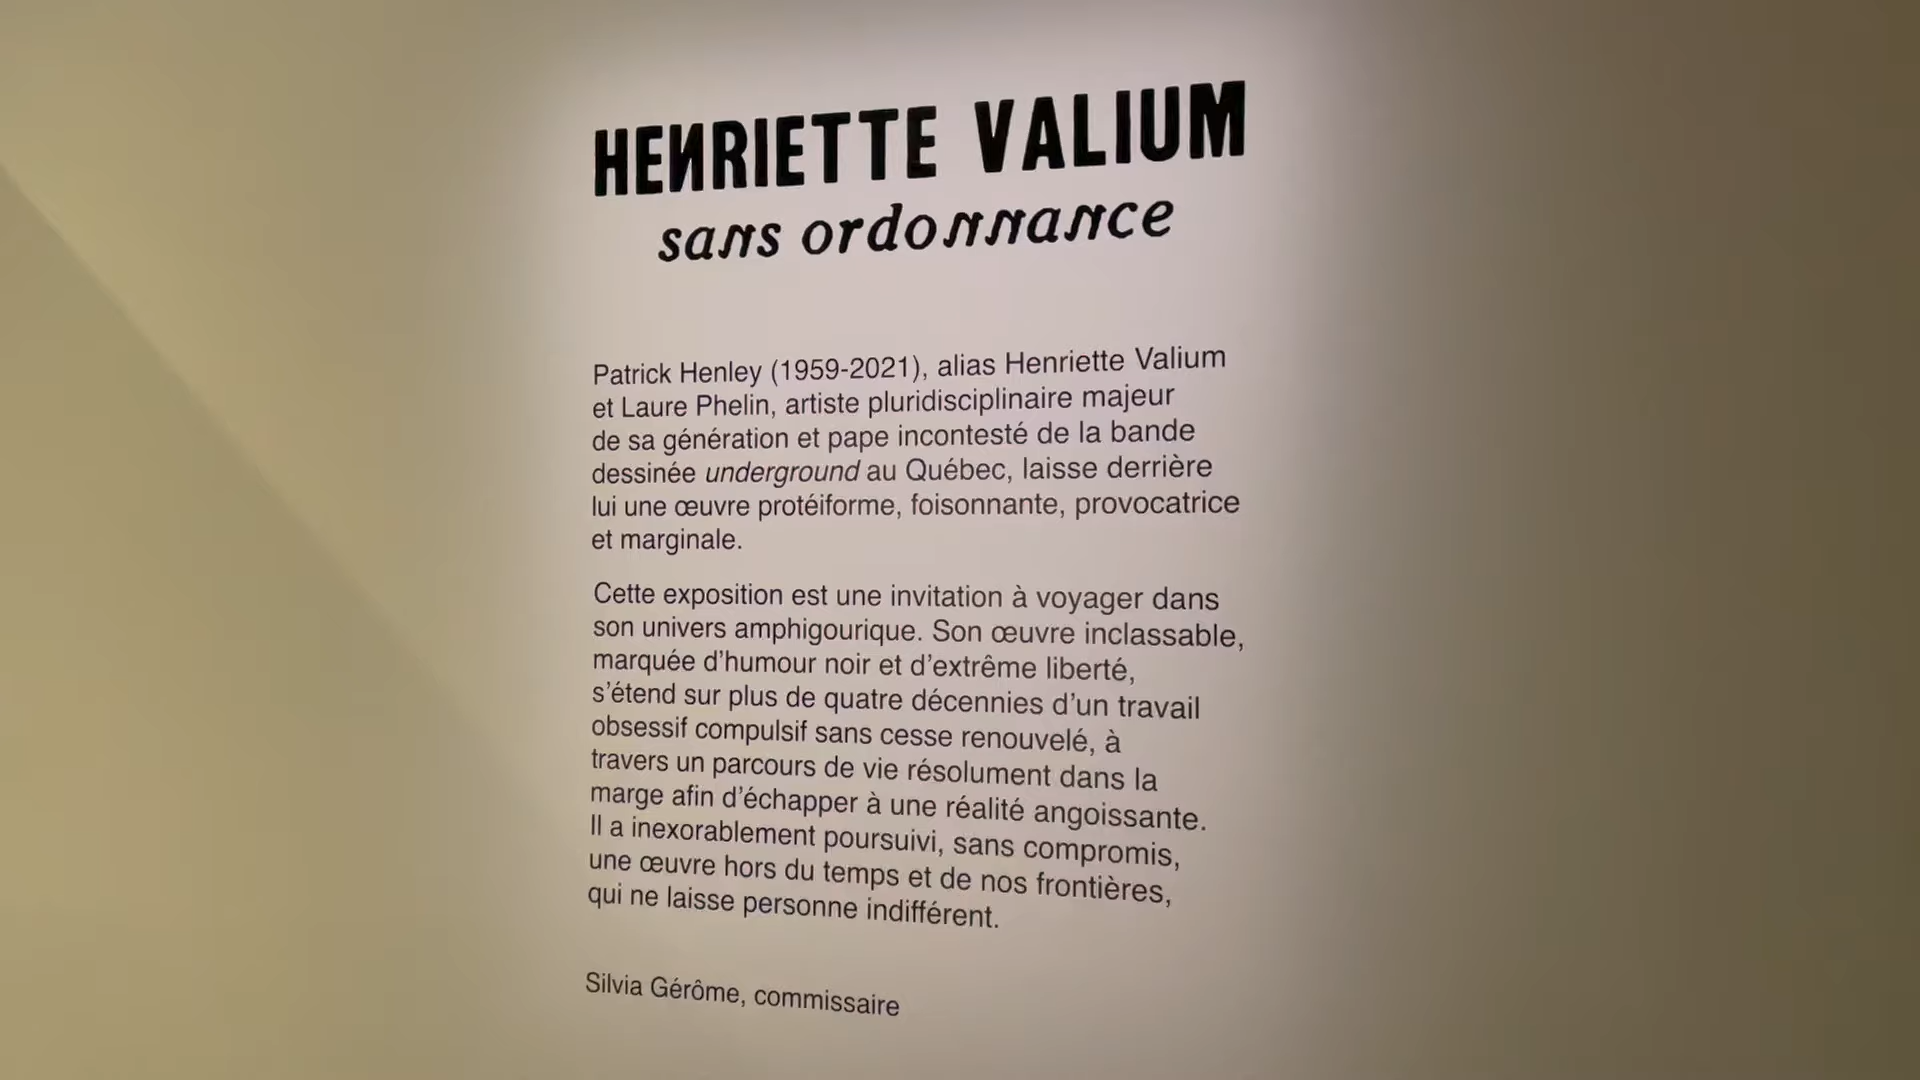 HENRIETTE VALIUM
sans ordonnance
Patrick Henley (1959-2021), alias Henriette Valium
et Laure Phelin, artiste pluridisciplinaire majeur
de sa génération et pape incontesté de la bande
dessinée underground au Québec, laisse derrière
lui une œuvre protéiforme, foisonnante, provocatrice
et marginale.
Cette exposition est une invitation à voyager dans
son univers amphigourique. Son œuvre inclassable,
marquée d’humour noir et d’extrême liberté,
s’étend sur plus de quatre décennies d’un travail
obsessif compulsif sans cesse renouvelé, à
travers un parcours de vie résolument dans la
marge afin d’échapper à une réalité angoissante.
Il a inexorablement poursuivi, sans compromis,
une œuvre hors du temps et de nos frontières,
qui ne laisse personne indifférent.
Silvia Gérôme, commissaire